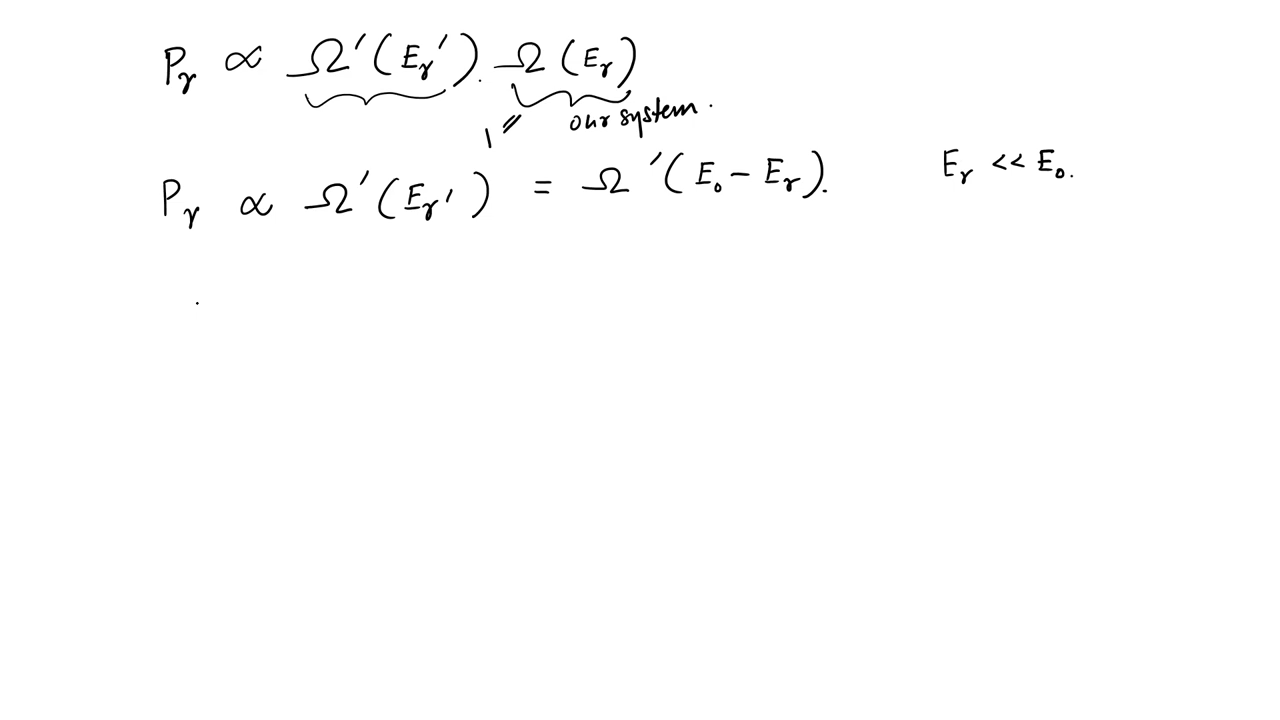 P_r ∝ Ω'(E_r') . Ω(E_r)
1 // our system.
P_r ∝ Ω'(E_r') = Ω'(E_0 - E_r). E_r << E_0.